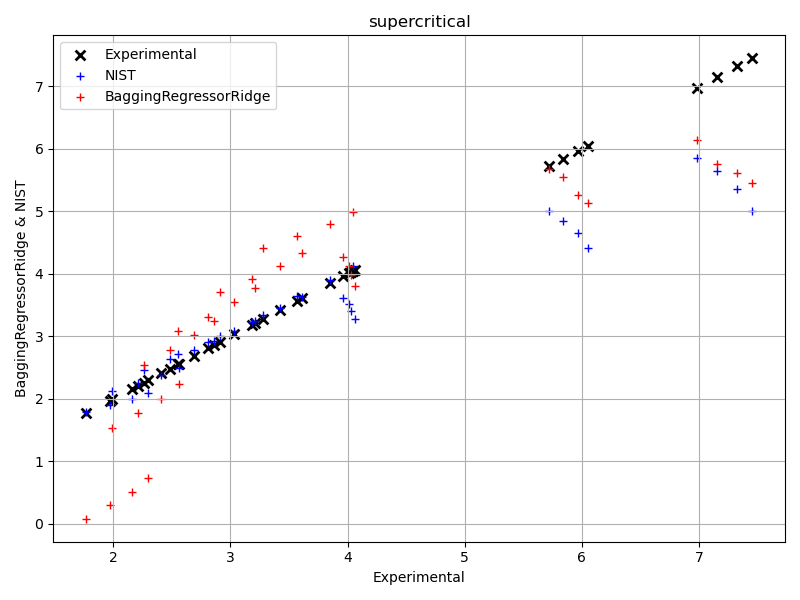 supercritical
Experimental
NIST
BaggingRegressorRidge
BaggingRegressorRidge & NIST
7
6
5
4
3
2
1
0
2 3 4 5 6 7
Experimental